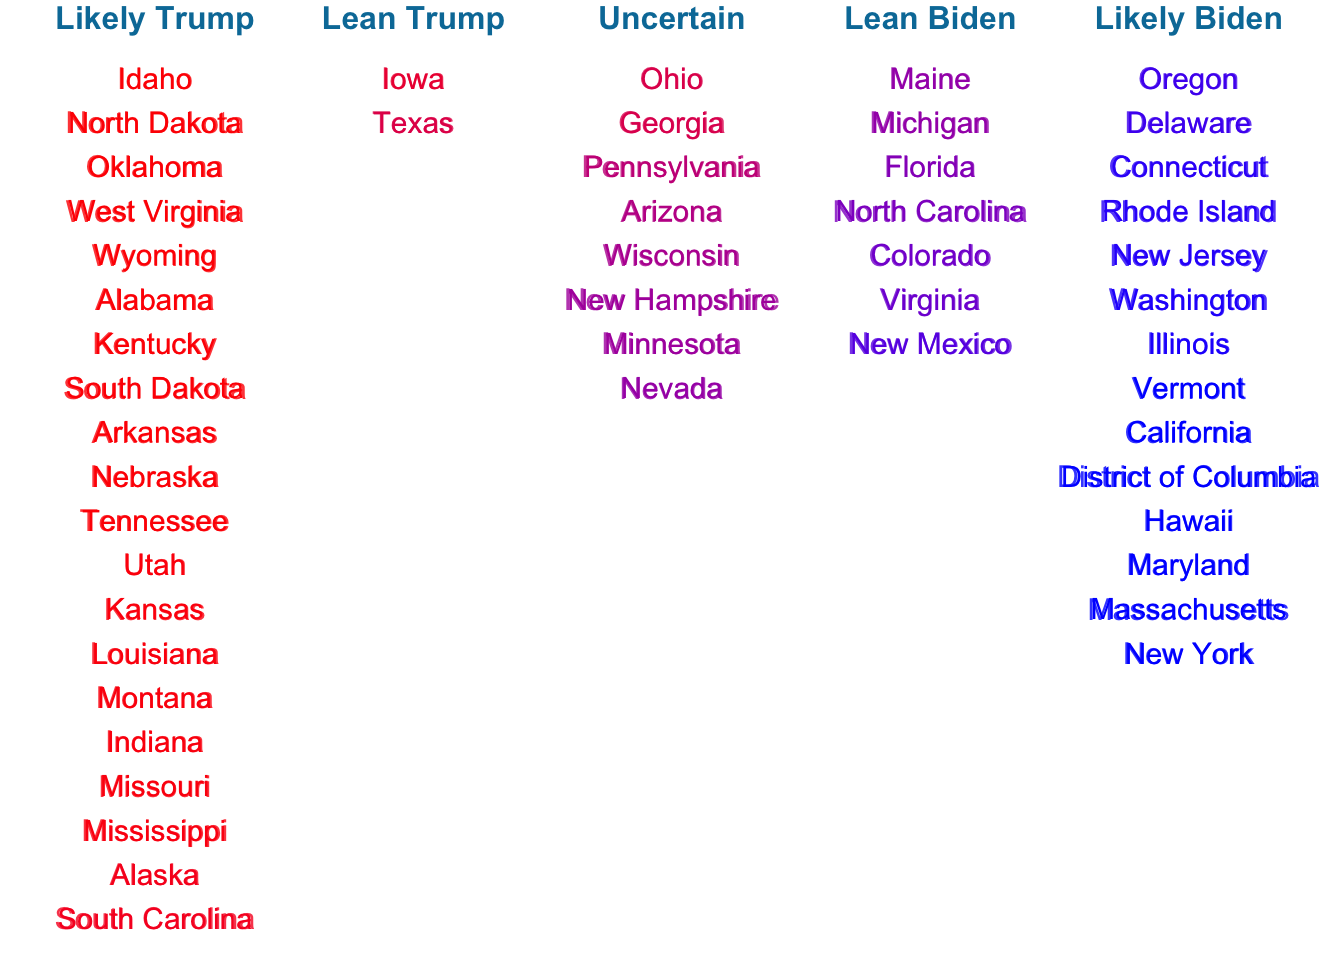 Likely Trump Lean Trump Uncertain Lean Biden Likely Biden
Idaho Iowa Ohio Maine Oregon
North Dakota Texas Georgia Michigan Delaware
Oklahoma Pennsylvania Florida Connecticut
West Virginia Arizona North Carolina Rhode Island
Wyoming Wisconsin Colorado New Jersey
Alabama New Hampshire Virginia Washington
Kentucky Minnesota New Mexico Illinois
South Dakota Nevada Vermont
Arkansas California
Nebraska District of Columbia
Tennessee Hawaii
Utah Maryland
Kansas Massachusetts
Louisiana New York
Montana
Indiana
Missouri
Mississippi
Alaska
South Carolina